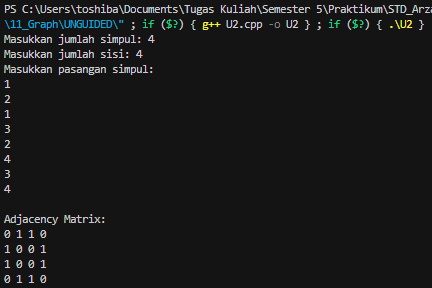 PS C:\Users\toshiba\Documents\Tugas Kuliah\Semester 5\Praktikum\STD_Arza
\11_Graph\UNGUIDED\" ; if ($?) { g++ U2.cpp -o U2 } ; if ($?) { .\U2 }
Masukkan jumlah simpul: 4
Masukkan jumlah sisi: 4
Masukkan pasangan simpul:
1
2
1
3
2
4
3
4
Adjacency Matrix:
0 1 1 0
1 0 0 1
1 0 0 1
0 1 1 0